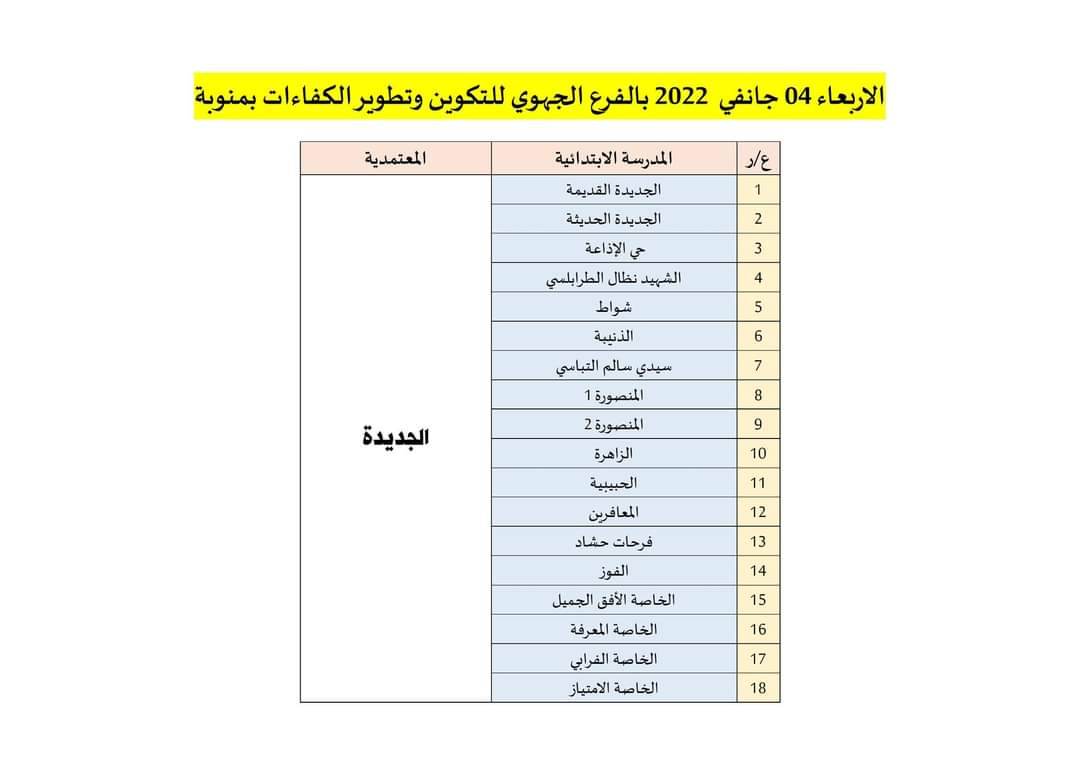 الاربعاء 04 جانفي 2022 بالفرع الجهوي للتكوين وتطوير الكفاءات بمنوبة
ع/ر المدرسة الابتدائية المعتمدية
1 الجديدة القديمة
2 الجديدة الحديثة
3 حي الإذاعة
4 الشهيد نظال الطرابلسي
5 شواط
6 الذنيبة
7 سيدي سالم التباسي
8 المنصورة 1
9 المنصورة 2
الجديدة
10 الزاهرة
11 الحبيبية
12 المعافرين
13 فرحات حشاد
14 الفوز
15 الخاصة الأفق الجميل
16 الخاصة المعرفة
17 الخاصة الفرابي
18 الخاصة الامتياز